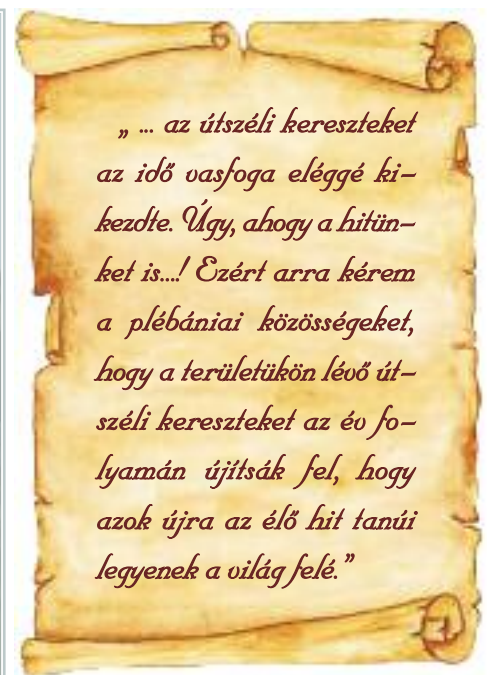 „ ... az útszéli kereszteket
az idő vasfoga eléggé ki-
kezdte. Úgy, ahogy a hitün-
ket is...! Ezért arra kérem
a plébániai közösségeket,
hogy a területükön lévő út-
széli kereszteket az év fo-
lyamán újítsák fel, hogy
azok újra az élő hit tanúi
legyenek a világ felé.”